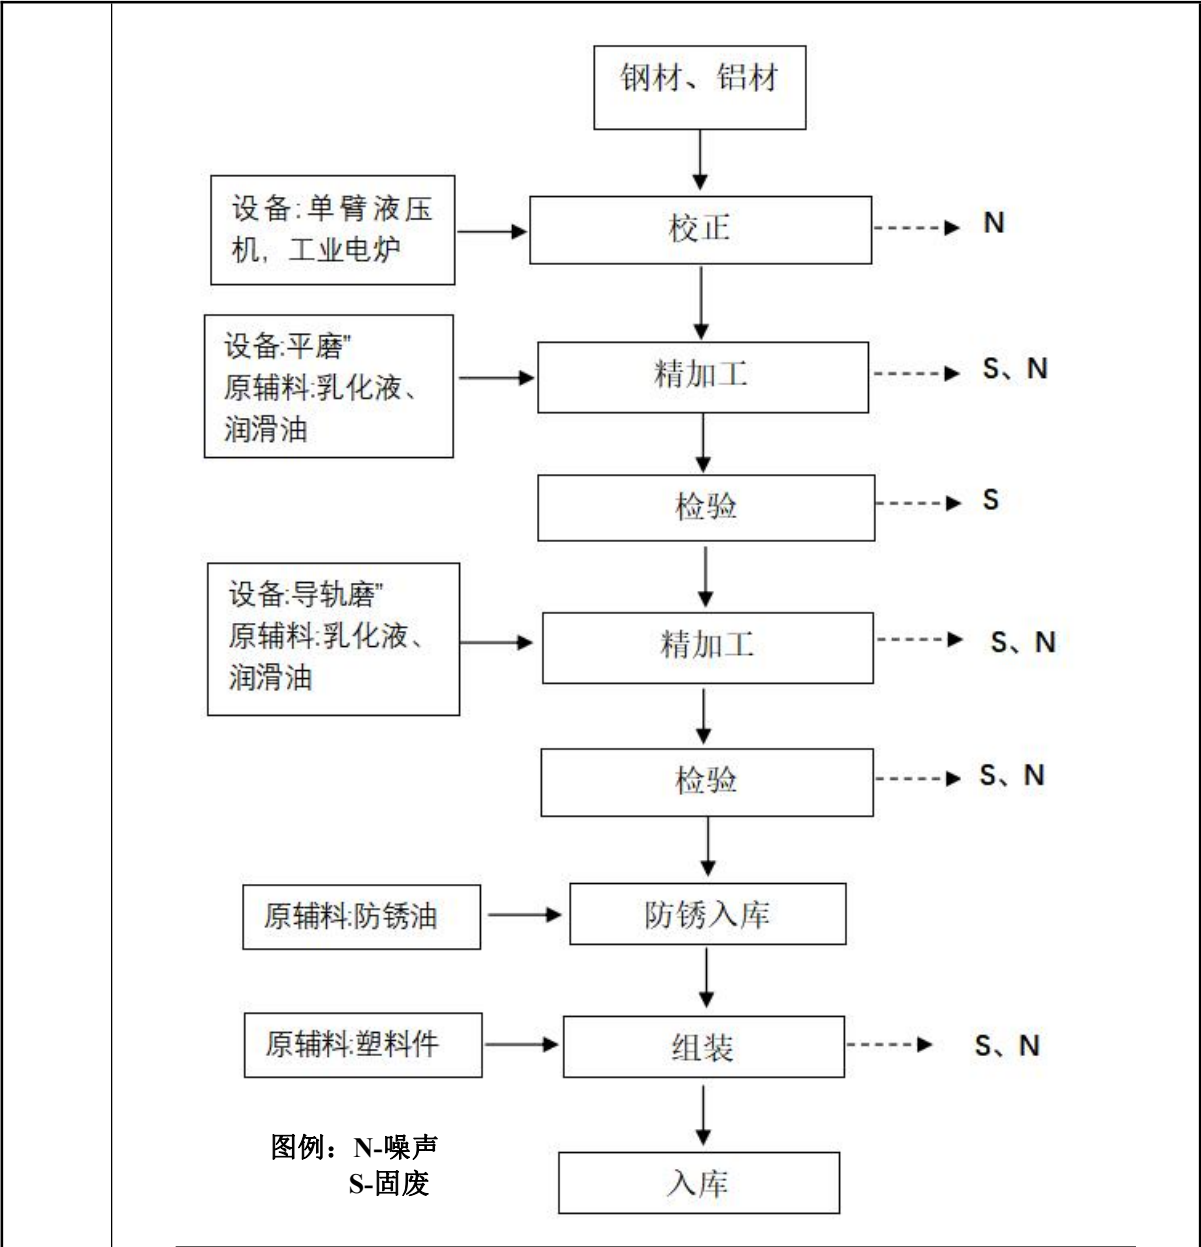 钢材、铝材
设备:单臂液压
机，工业电炉
校正
N
设备:平磨”
原辅料:乳化液、
润滑油
精加工
S、N
检验
S
设备:导轨磨”
原辅料:乳化液、
润滑油
精加工
S、N
检验
S、N
原辅料:防锈油
防锈入库
原辅料:塑料件
组装
S、N
图例：N-噪声
S-固废
入库